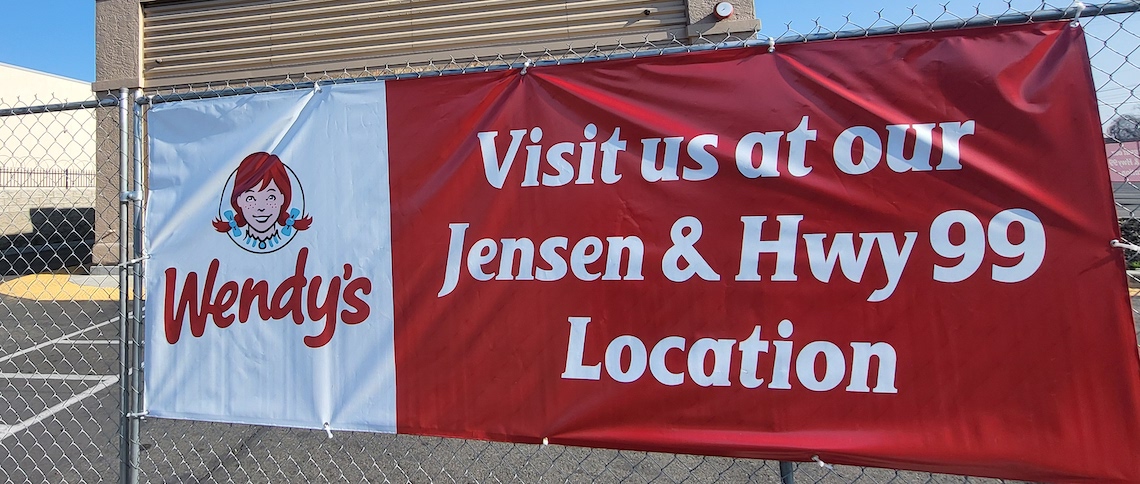 Wendy's
Visit us at our
Jensen & Hwy 99
Location